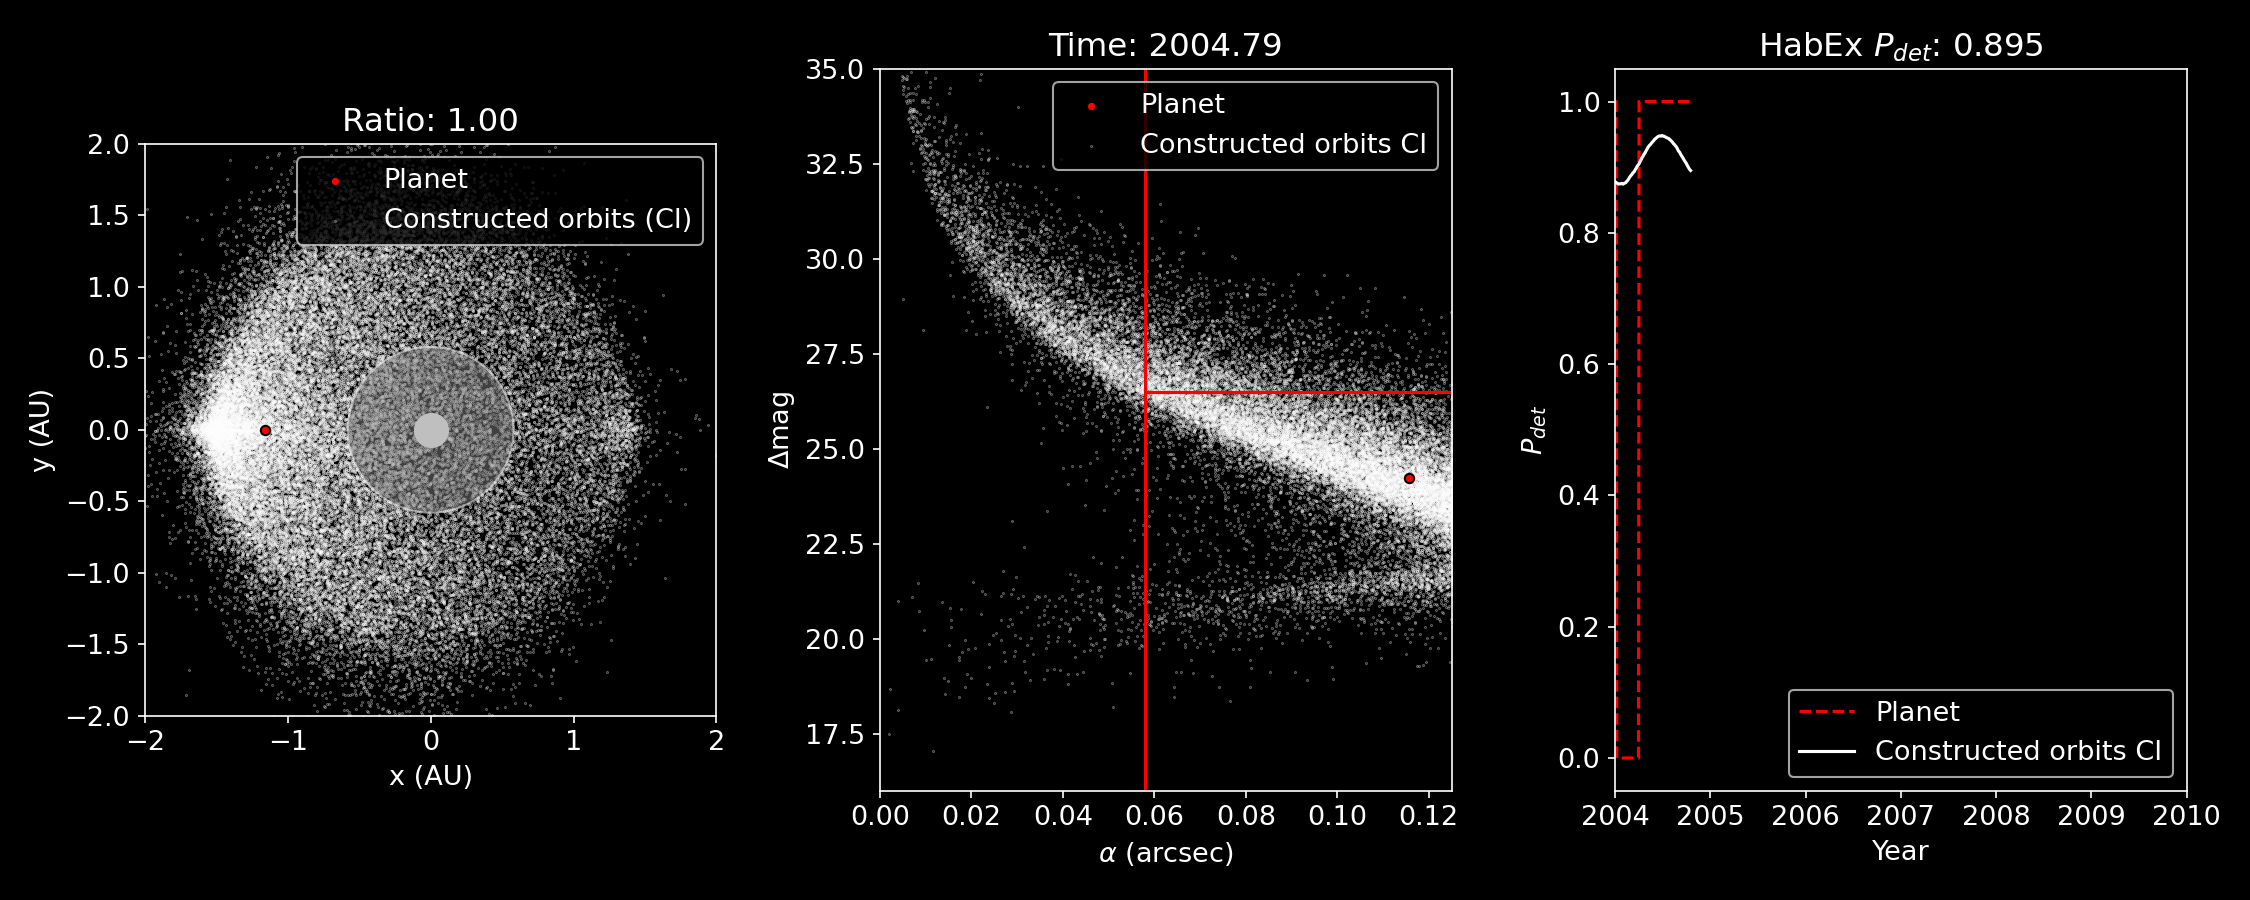 Ratio: 1.00
Planet
Constructed orbits (CI)
2.0
1.5
1.0
0.5
0.0
−0.5
−1.0
−1.5
−2.0
y (AU)
−2 −1 0 1 2
x (AU)
Time: 2004.79
Planet
Constructed orbits CI
35.0
32.5
30.0
27.5
25.0
22.5
20.0
17.5
Δmag
0.00 0.02 0.04 0.06 0.08 0.10 0.12
α (arcsec)
HabEx P_det: 0.895
1.0
0.8
0.6
0.4
0.2
0.0
P_det
Planet
Constructed orbits CI
2004 2005 2006 2007 2008 2009 2010
Year